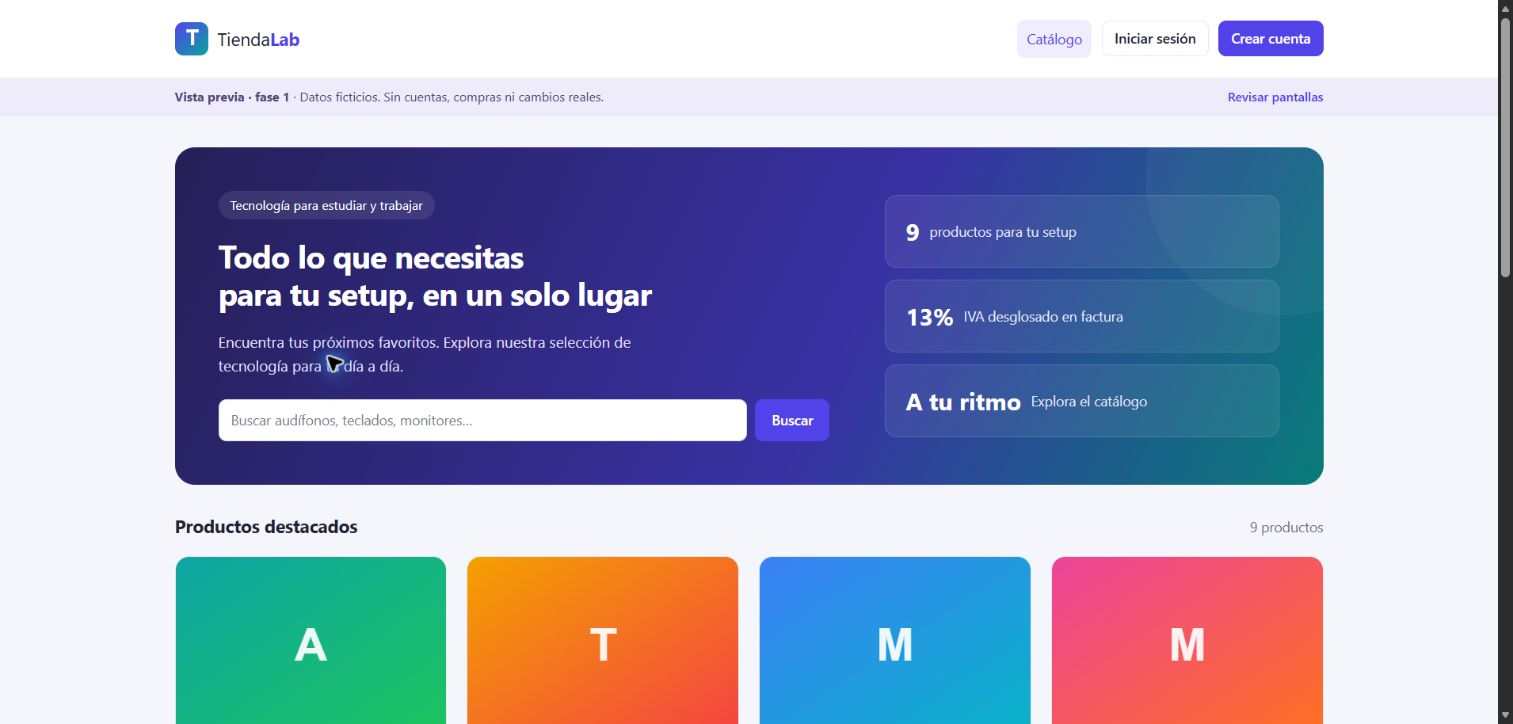 T TiendaLab
Catálogo
Iniciar sesión
Crear cuenta
Vista previa · fase 1 · Datos ficticios. Sin cuentas, compras ni cambios reales.
Revisar pantallas
Tecnología para estudiar y trabajar
Todo lo que necesitas
para tu setup, en un solo lugar
Encuentra tus próximos favoritos. Explora nuestra selección de
tecnología para día a día.
Buscar audífonos, teclados, monitores...
Buscar
9 productos para tu setup
13% IVA desglosado en factura
A tu ritmo Explora el catálogo
Productos destacados
9 productos
A
T
M
M